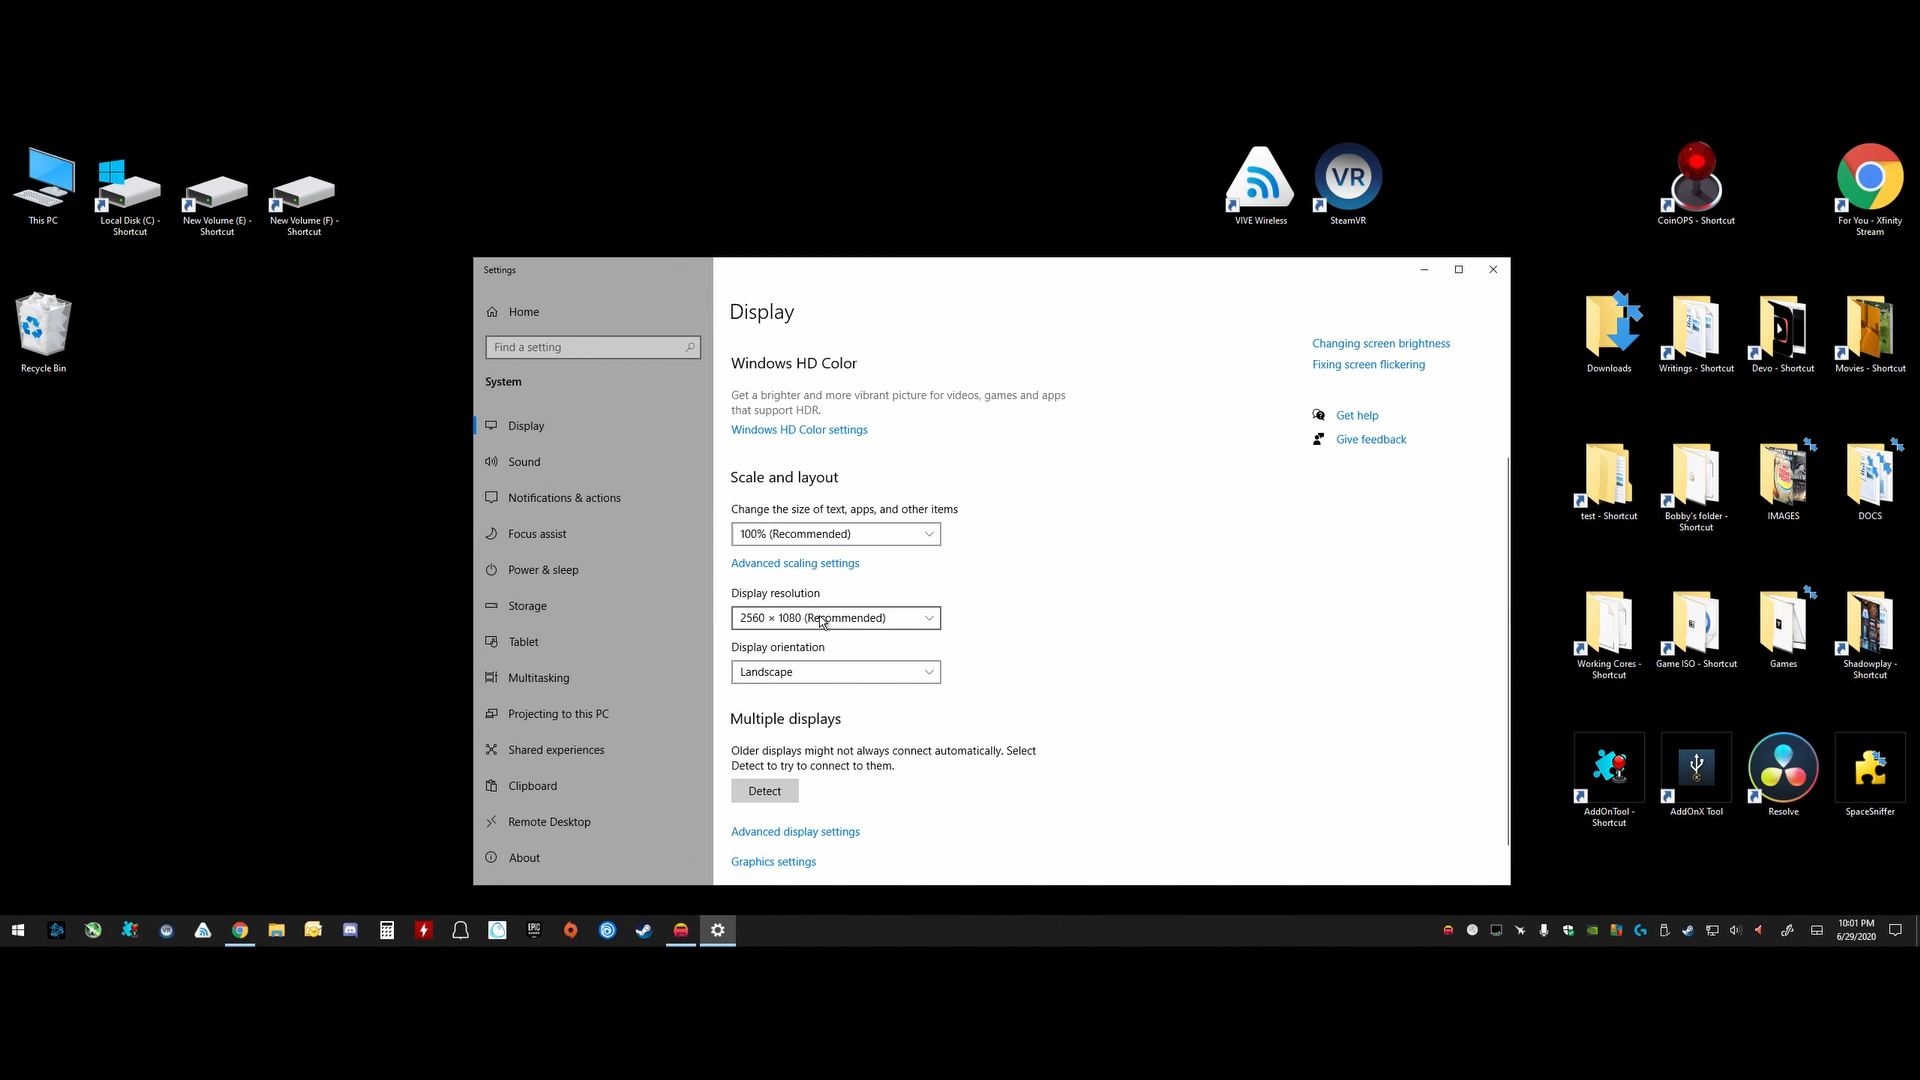 This PC
Local Disk (C) -
Shortcut
New Volume (E) -
Shortcut
New Volume (F) -
Shortcut
VIVE Wireless
VR
SteamVR
CoinOPS - Shortcut
For You - Xfinity
Stream
Recycle Bin
Downloads
Writings - Shortcut
Devo - Shortcut
Movies - Shortcut
test - Shortcut
Bobby's folder -
Shortcut
IMAGES
DOCS
Working Cores -
Shortcut
Game ISO - Shortcut
Games
Shadowplay -
Shortcut
AddOnTool -
Shortcut
AddOnX Tool
Resolve
SpaceSniffer
Settings
Home
Find a setting
System
Display
Sound
Notifications & actions
Focus assist
Power & sleep
Storage
Tablet
Multitasking
Projecting to this PC
Shared experiences
Clipboard
Remote Desktop
About
Display
Windows HD Color
Get a brighter and more vibrant picture for videos, games and apps
that support HDR.
Windows HD Color settings
Scale and layout
Change the size of text, apps, and other items
100% (Recommended)
Advanced scaling settings
Display resolution
2560 × 1080 (Recommended)
Display orientation
Landscape
Multiple displays
Older displays might not always connect automatically. Select
Detect to try to connect to them.
Detect
Advanced display settings
Graphics settings
Changing screen brightness
Fixing screen flickering
Get help
Give feedback
EPIC
10:01 PM
6/29/2020